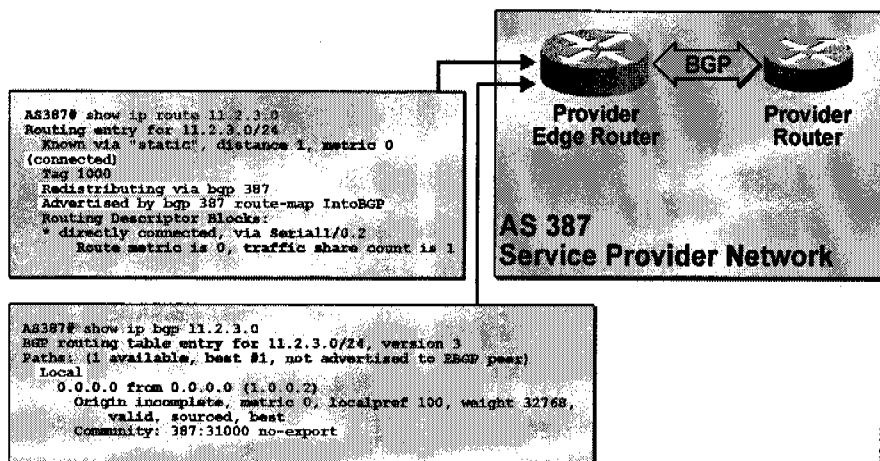 BGP
Provider
Edge Router
Provider
Router
AS 387
Service Provider Network
AS387# show ip route 11.2.3.0
Routing entry for 11.2.3.0/24
Known via "static", distance 1, metric 0
(connected)
Tag 1000
Redistributing via bgp 387
Advertised by bgp 387 route-map IntoBGP
Routing Descriptor Blocks:
* directly connected, via Serial1/0.2
Route metric is 0, traffic share count is 1
AS387# show ip bgp 11.2.3.0
BGP routing table entry for 11.2.3.0/24, version 3
Paths: (1 available, best #1, not advertised to EBGP peer)
Local
0.0.0.0 from 0.0.0.0 (1.0.0.2)
Origin incomplete, metric 0, localpref 100, weight 32768,
valid, sourced, best
Community: 387:31000 no-export